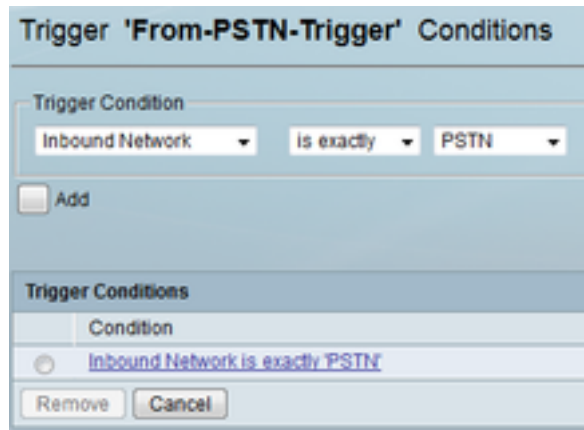 Trigger 'From-PSTN-Trigger' Conditions
Trigger Condition
Inbound Network is exactly PSTN
Add
Trigger Conditions
Condition
Inbound Network is exactly 'PSTN'
Remove Cancel